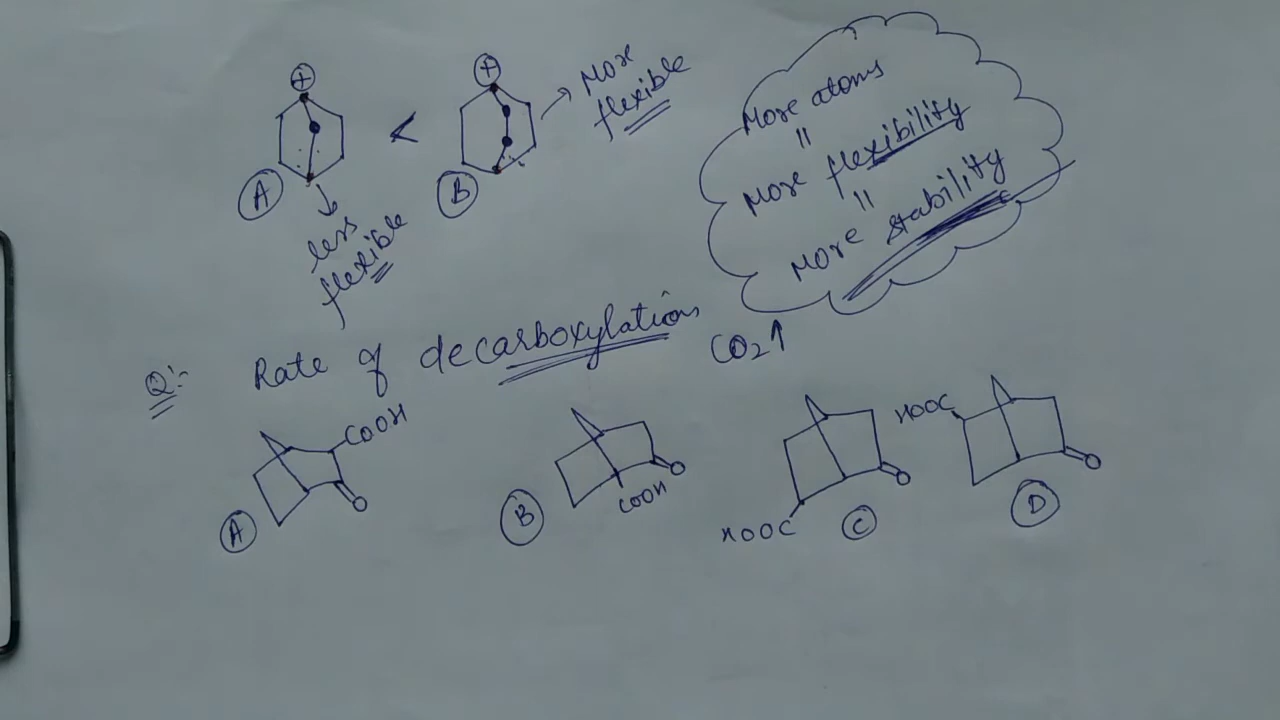 ⊕ < ⊕
A B
less flexible
More flexible
More atoms
=
More flexibility
=
More stability
Q:- Rate of decarboxylation CO2↑
COOH
O
A
O
COOH
B
O
HOOC
C
HOOC
O
D